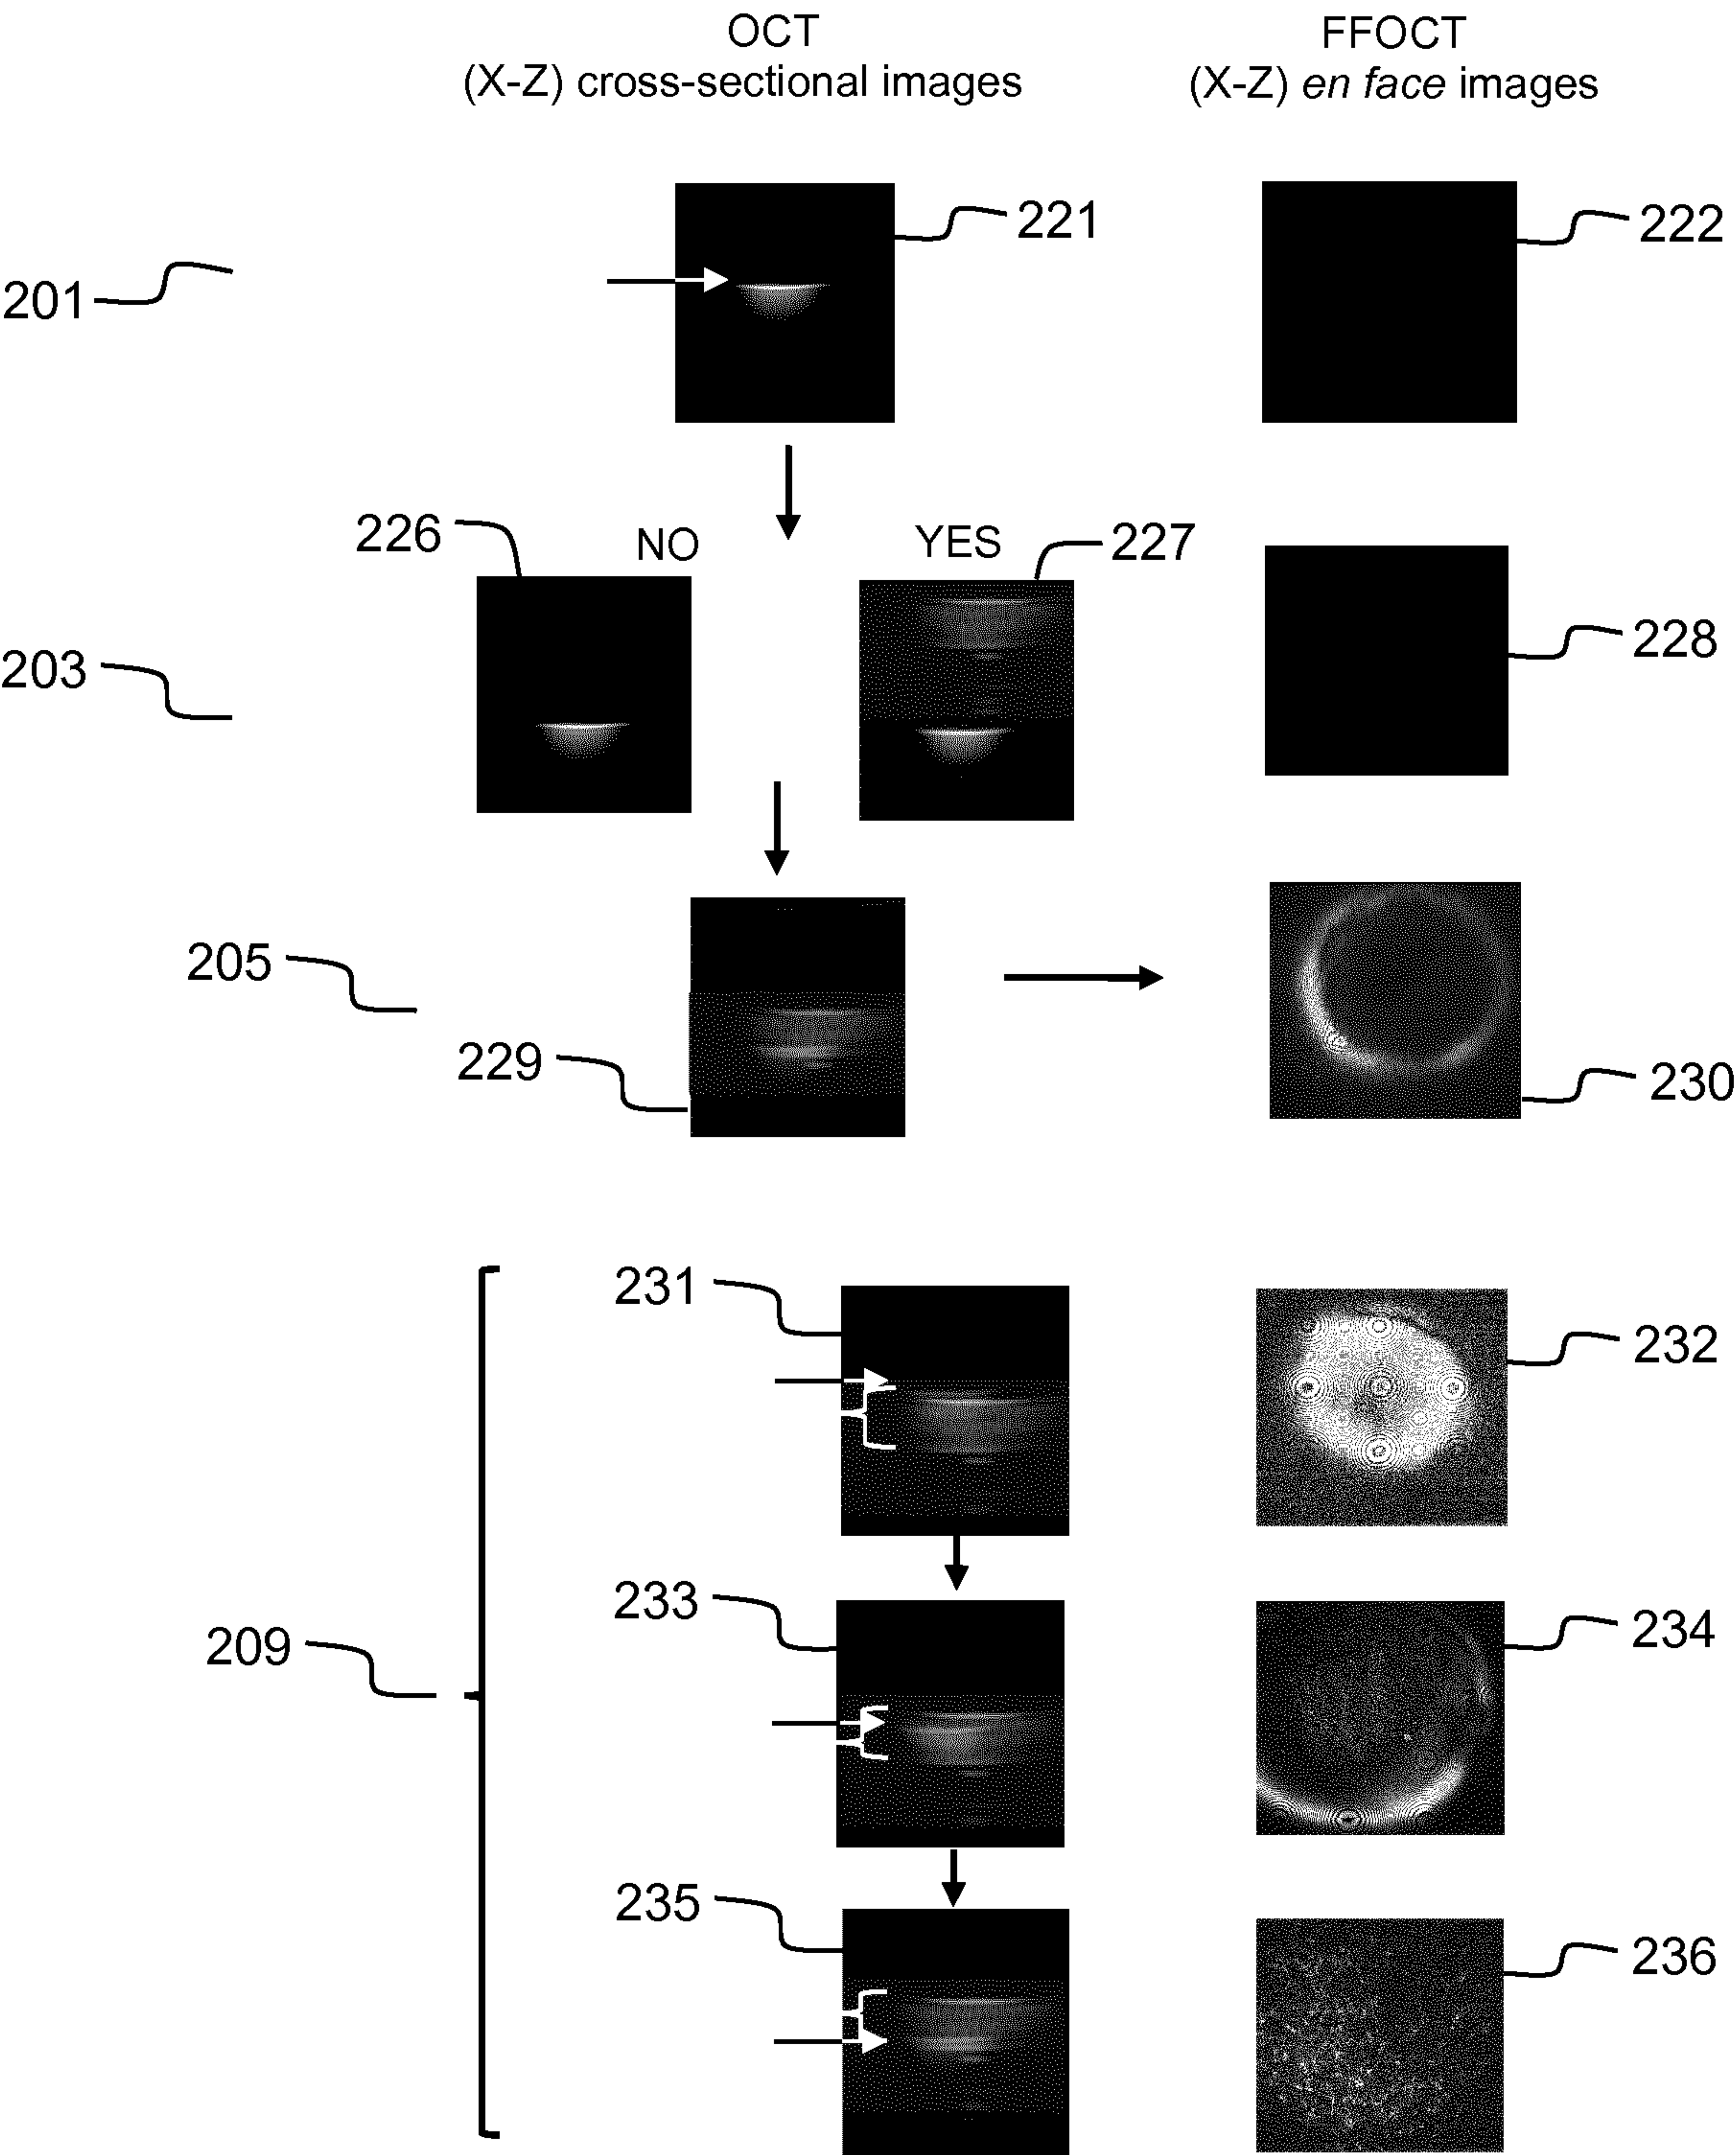 OCT
(X-Z) cross-sectional images
FFOCT
(X-Z) en face images
221
222
201
226
NO
YES
227
228
203
205
229
230
231
232
233
234
209
235
236